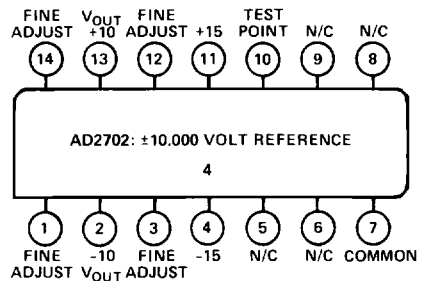 FINE VOUT FINE TEST
ADJUST +10 ADJUST +15 POINT N/C N/C
14 13 12 11 10 9 8
AD2702: ±10.000 VOLT REFERENCE
4
1 2 3 4 5 6 7
FINE -10 FINE -15 N/C N/C COMMON
ADJUST VOUT ADJUST